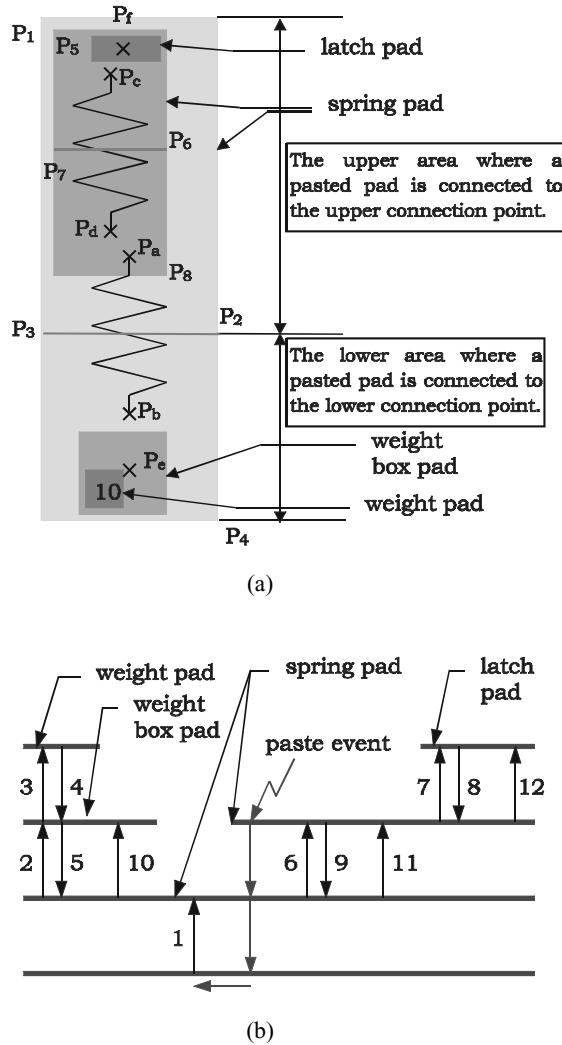 Pf
P1
P5
latch pad
Pc
spring pad
P6
P7
The upper area where a
pasted pad is connected to
the upper connection point.
Pd
Pa
P8
P2
P3
The lower area where a
pasted pad is connected to
the lower connection point.
Pb
weight
box pad
Pe
10
weight pad
P4
(a)
weight pad
spring pad
latch
pad
weight
box pad
paste event
3
4
7
8
12
2
5
10
6
9
11
1
(b)